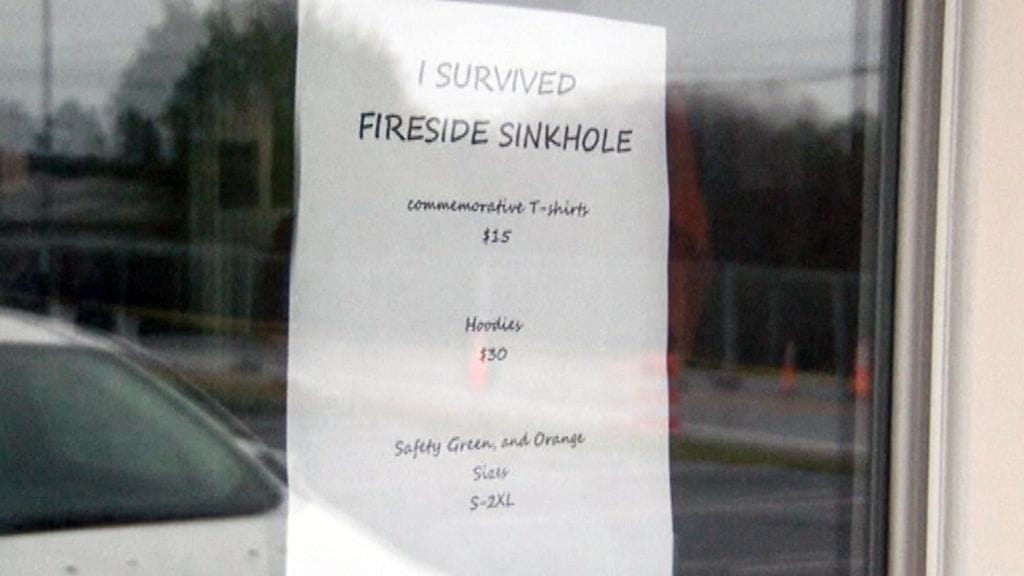 I SURVIVED
FIRESIDE SINKHOLE
commemorative T-shirts
$15
Hoodies
$30
Safety Green, and Orange
Sizes
S-2XL